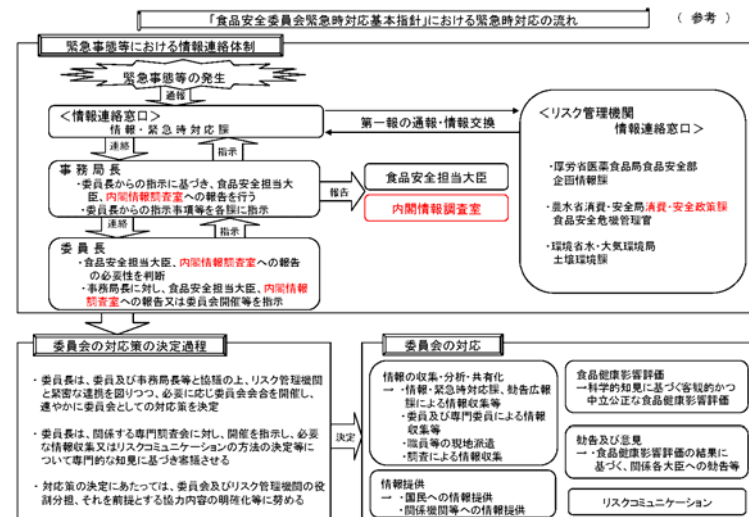 「食品安全委員会緊急時対応基本指針」における緊急時対応の流れ
（ 参考 ）
緊急事態等における情報連絡体制
緊急事態等の発生
通報
＜情報連絡窓口＞
情報・緊急時対応課
第一報の通報・情報交換
連絡
指示
事務局長
・委員長からの指示に基づき、食品安全担当大
臣、内閣情報調査室への報告を行う
・委員長からの指示事項等を各課に指示
報告
食品安全担当大臣
内閣情報調査室
連絡
指示
委員長
・食品安全担当大臣、内閣情報調査室への報告
の必要性を判断
・事務局長に対し、食品安全担当大臣、内閣情報
調査室への報告又は委員会開催等を指示
＜リスク管理機関
情報連絡窓口＞
・厚労省医薬食品局食品安全部
企画情報課
・農水省消費・安全局消費・安全政策課
食品安全危機管理官
・環境省水・大気環境局
土壌環境課
委員会の対応策の決定過程
・委員長は、委員及び事務局長等と協議の上、リスク管理機関
と緊密な連携を図りつつ、必要に応じ委員会会合を開催し、
速やかに委員会としての対応策を決定
・委員長は、関係する専門調査会に対し、開催を指示し、必要
な情報収集又はリスクコミュニケーションの方法の決定等に
ついて専門的な知見に基づき審議させる
・対応策の決定にあたっては、委員会及びリスク管理機関の役
割分担、それを前提とする協力内容の明確化等に努める
決定
委員会の対応
情報の収集・分析・共有化
→ ・情報・緊急時対応課、勧告広報
課による情報収集等
・委員及び専門委員による情報
収集等
・職員等の現地派遣
・調査による情報収集
情報提供
→ ・国民への情報提供
・関係機関等への情報提供
食品健康影響評価
→科学的知見に基づく客観的かつ
中立公正な食品健康影響評価
勧告及び意見
→ ・食品健康影響評価の結果に
基づく、関係各大臣への勧告等
リスクコミュニケーション